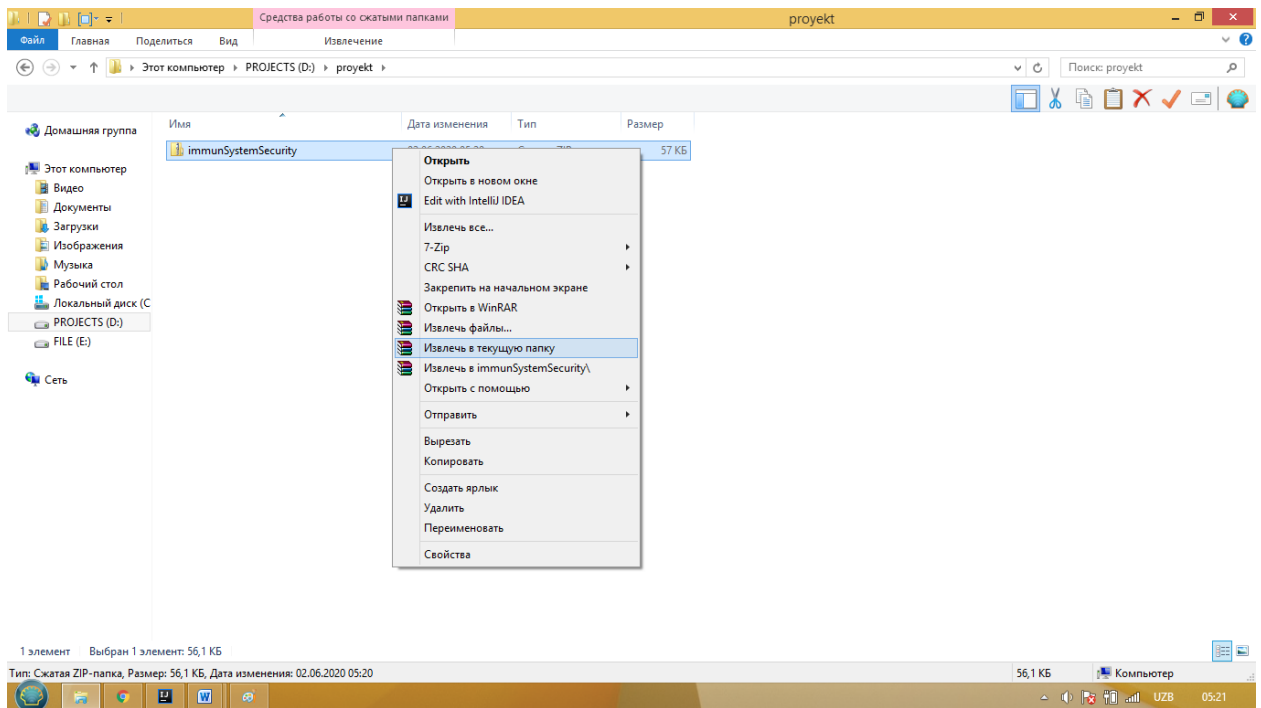 Средства работы со сжатыми папками
proyekt
Файл Главная Поделиться Вид Извлечение
Этот компьютер PROJECTS (D:) proyekt
Поиск: proyekt
Имя Дата изменения Тип Размер
immunSystemSecurity 02.06.2020 05:20 57 КБ
Домашняя группа
Этот компьютер
Видео
Документы
Загрузки
Изображения
Музыка
Рабочий стол
Локальный диск (C
PROJECTS (D:)
FILE (E:)
Сеть
Открыть
Открыть в новом окне
Edit with IntelliJ IDEA
Извлечь все...
7-Zip
CRC SHA
Закрепить на начальном экране
Открыть в WinRAR
Извлечь файлы...
Извлечь в текущую папку
Извлечь в immunSystemSecurity\
Открыть с помощью
Отправить
Вырезать
Копировать
Создать ярлык
Удалить
Переименовать
Свойства
1 элемент Выбран 1 элемент: 56,1 КБ
Тип: Сжатая ZIP-папка, Размер: 56,1 КБ, Дата изменения: 02.06.2020 05:20 56,1 КБ Компьютер
UZB 05:21